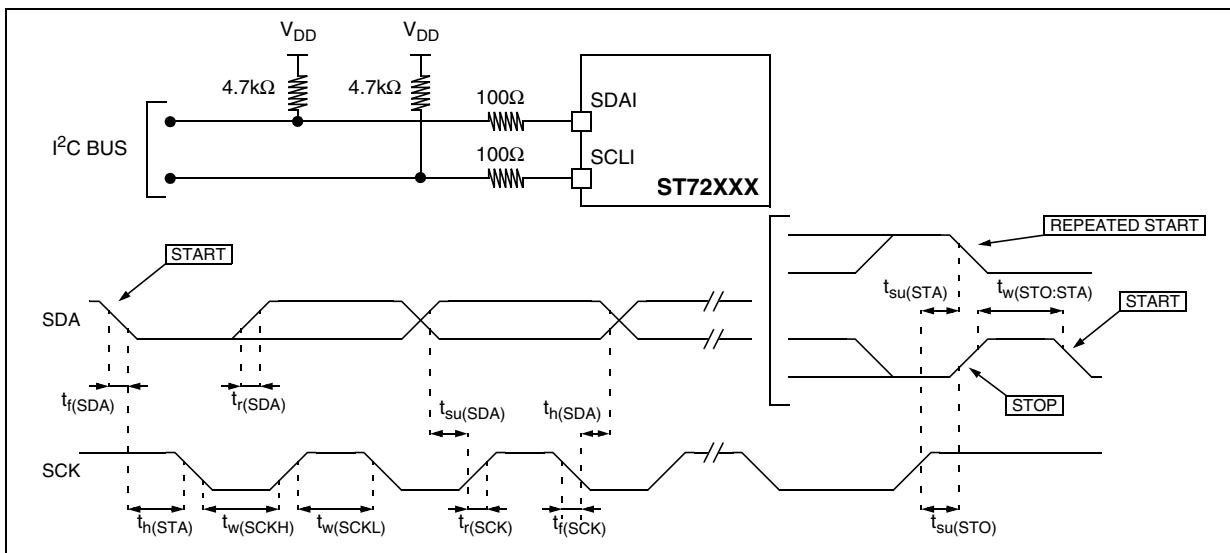 VDD VDD
4.7kΩ 4.7kΩ 100Ω SDAI
I²C BUS
100Ω SCLI
ST72XXX
REPEATED START
START
tsu(STA) tw(STO:STA) START
SDA
tf(SDA) tr(SDA) tsu(SDA) th(SDA)
STOP
SCK
th(STA) tw(SCKH) tw(SCKL) tr(SCK) tf(SCK) tsu(STO)